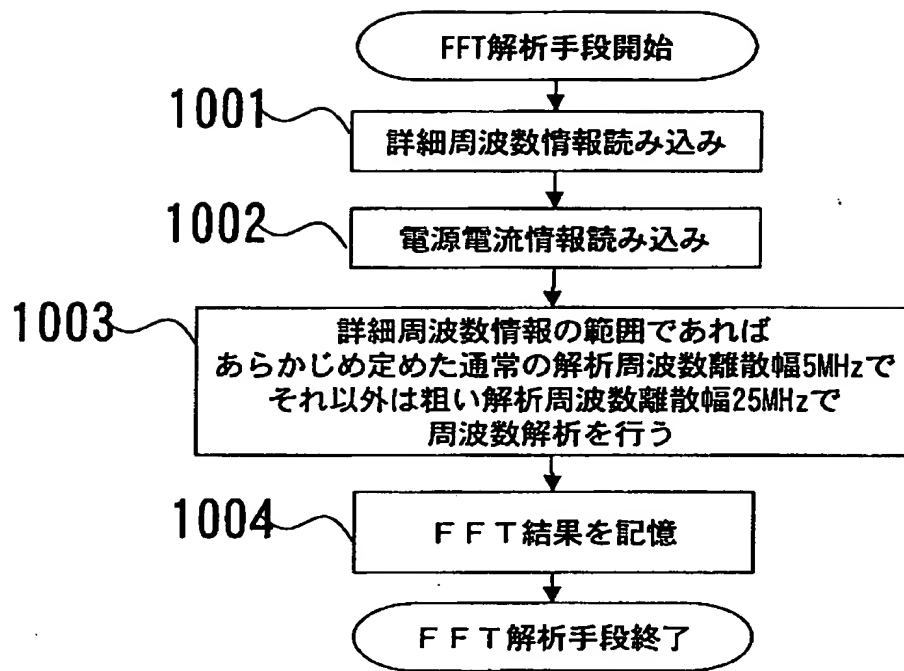 FFT解析手段開始
1001
詳細周波数情報読み込み
1002
電源電流情報読み込み
1003
詳細周波数情報の範囲であれば
あらかじめ定めた通常の解析周波数離散幅5MHzで
それ以外は粗い解析周波数離散幅25MHzで
周波数解析を行う
1004
ＦＦＴ結果を記憶
ＦＦＴ解析手段終了